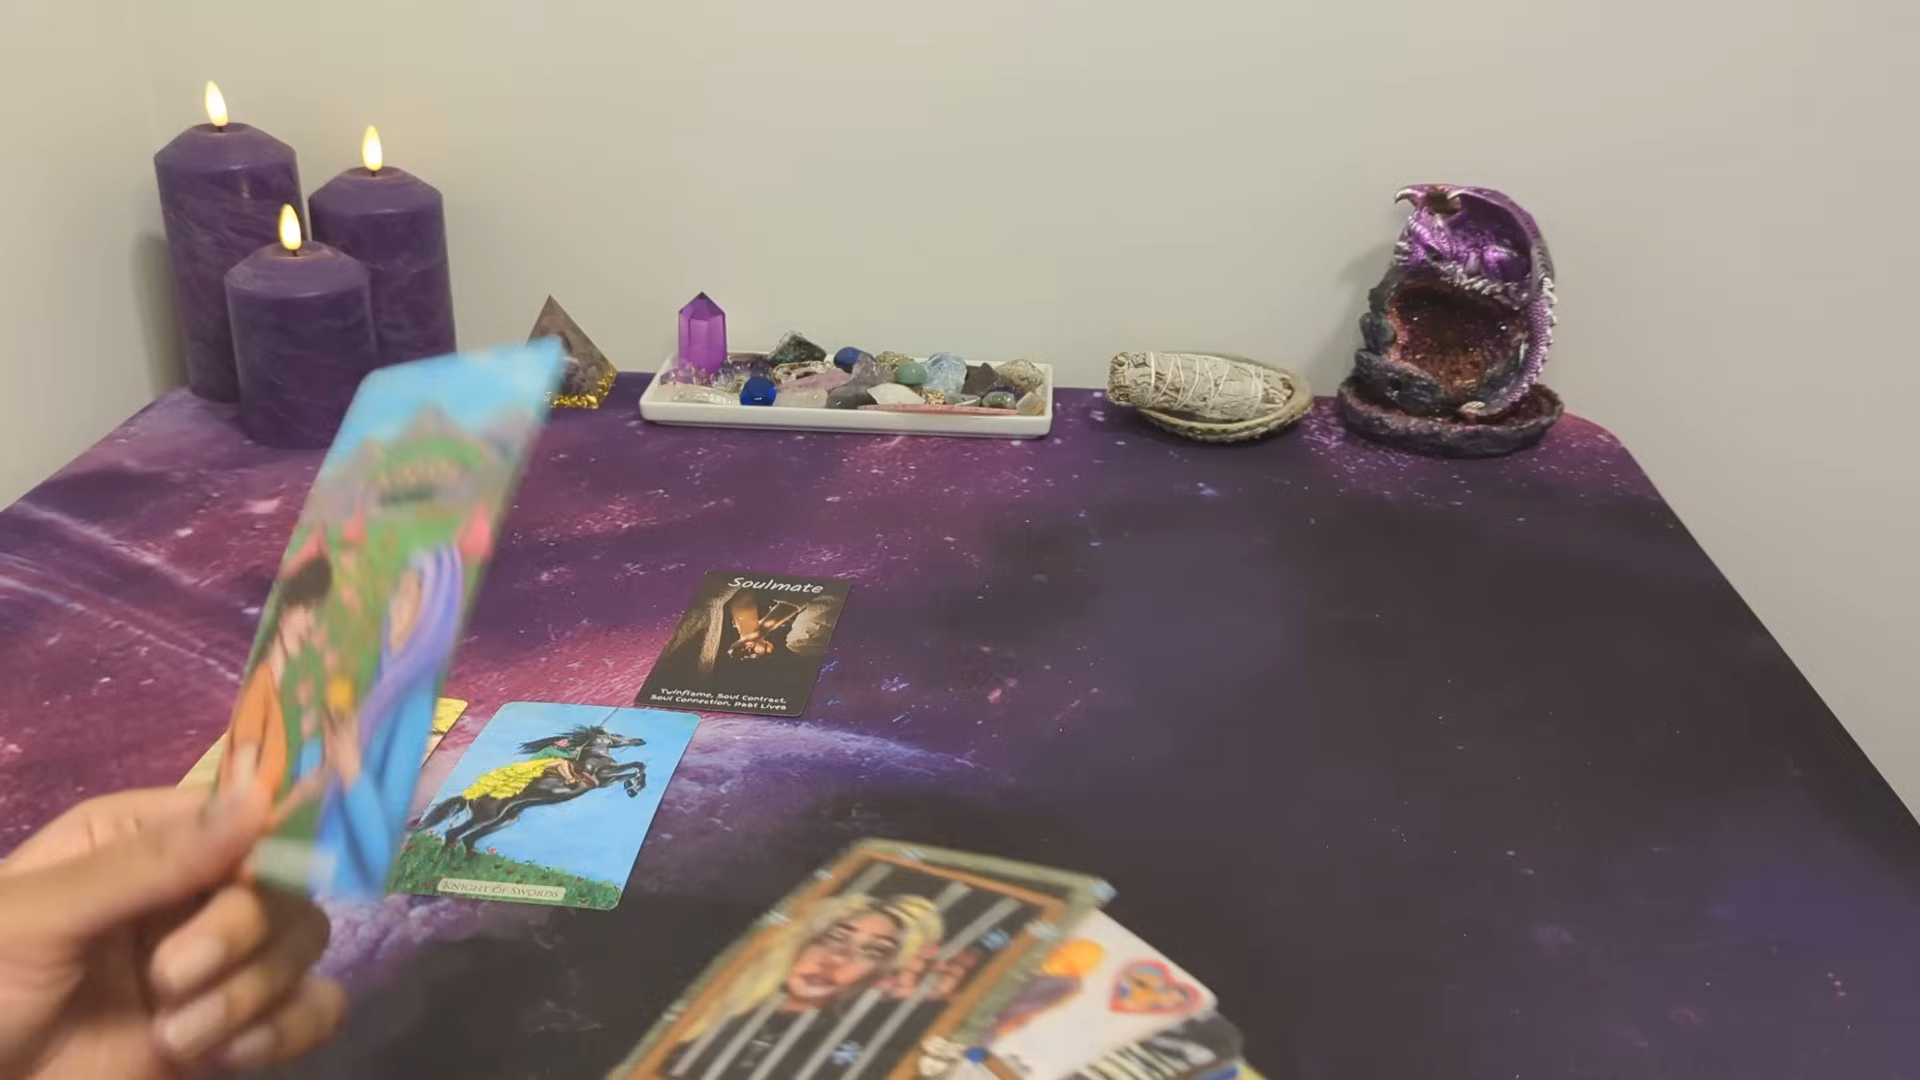 Soulmate
Twinflame, Soul Contract,
Soul Connection, Past Lives
KNIGHT OF SWORDS